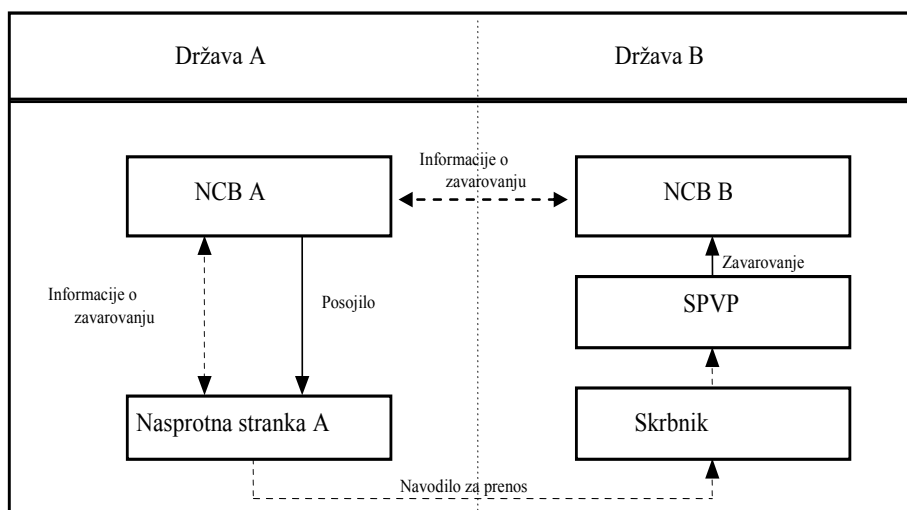 Država A
Država B
Informacije o
zavarovanju
NCB A
NCB B
Zavarovanje
Informacije o
zavarovanju
Posojilo
SPVP
Nasprotna stranka A
Skrbnik
Navodilo za prenos